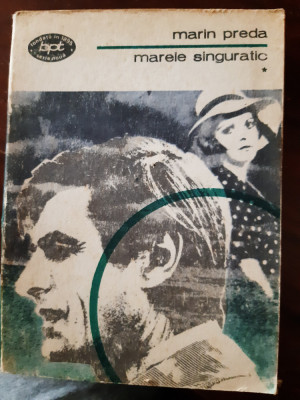 marin preda
marele singuratic
*
bpt